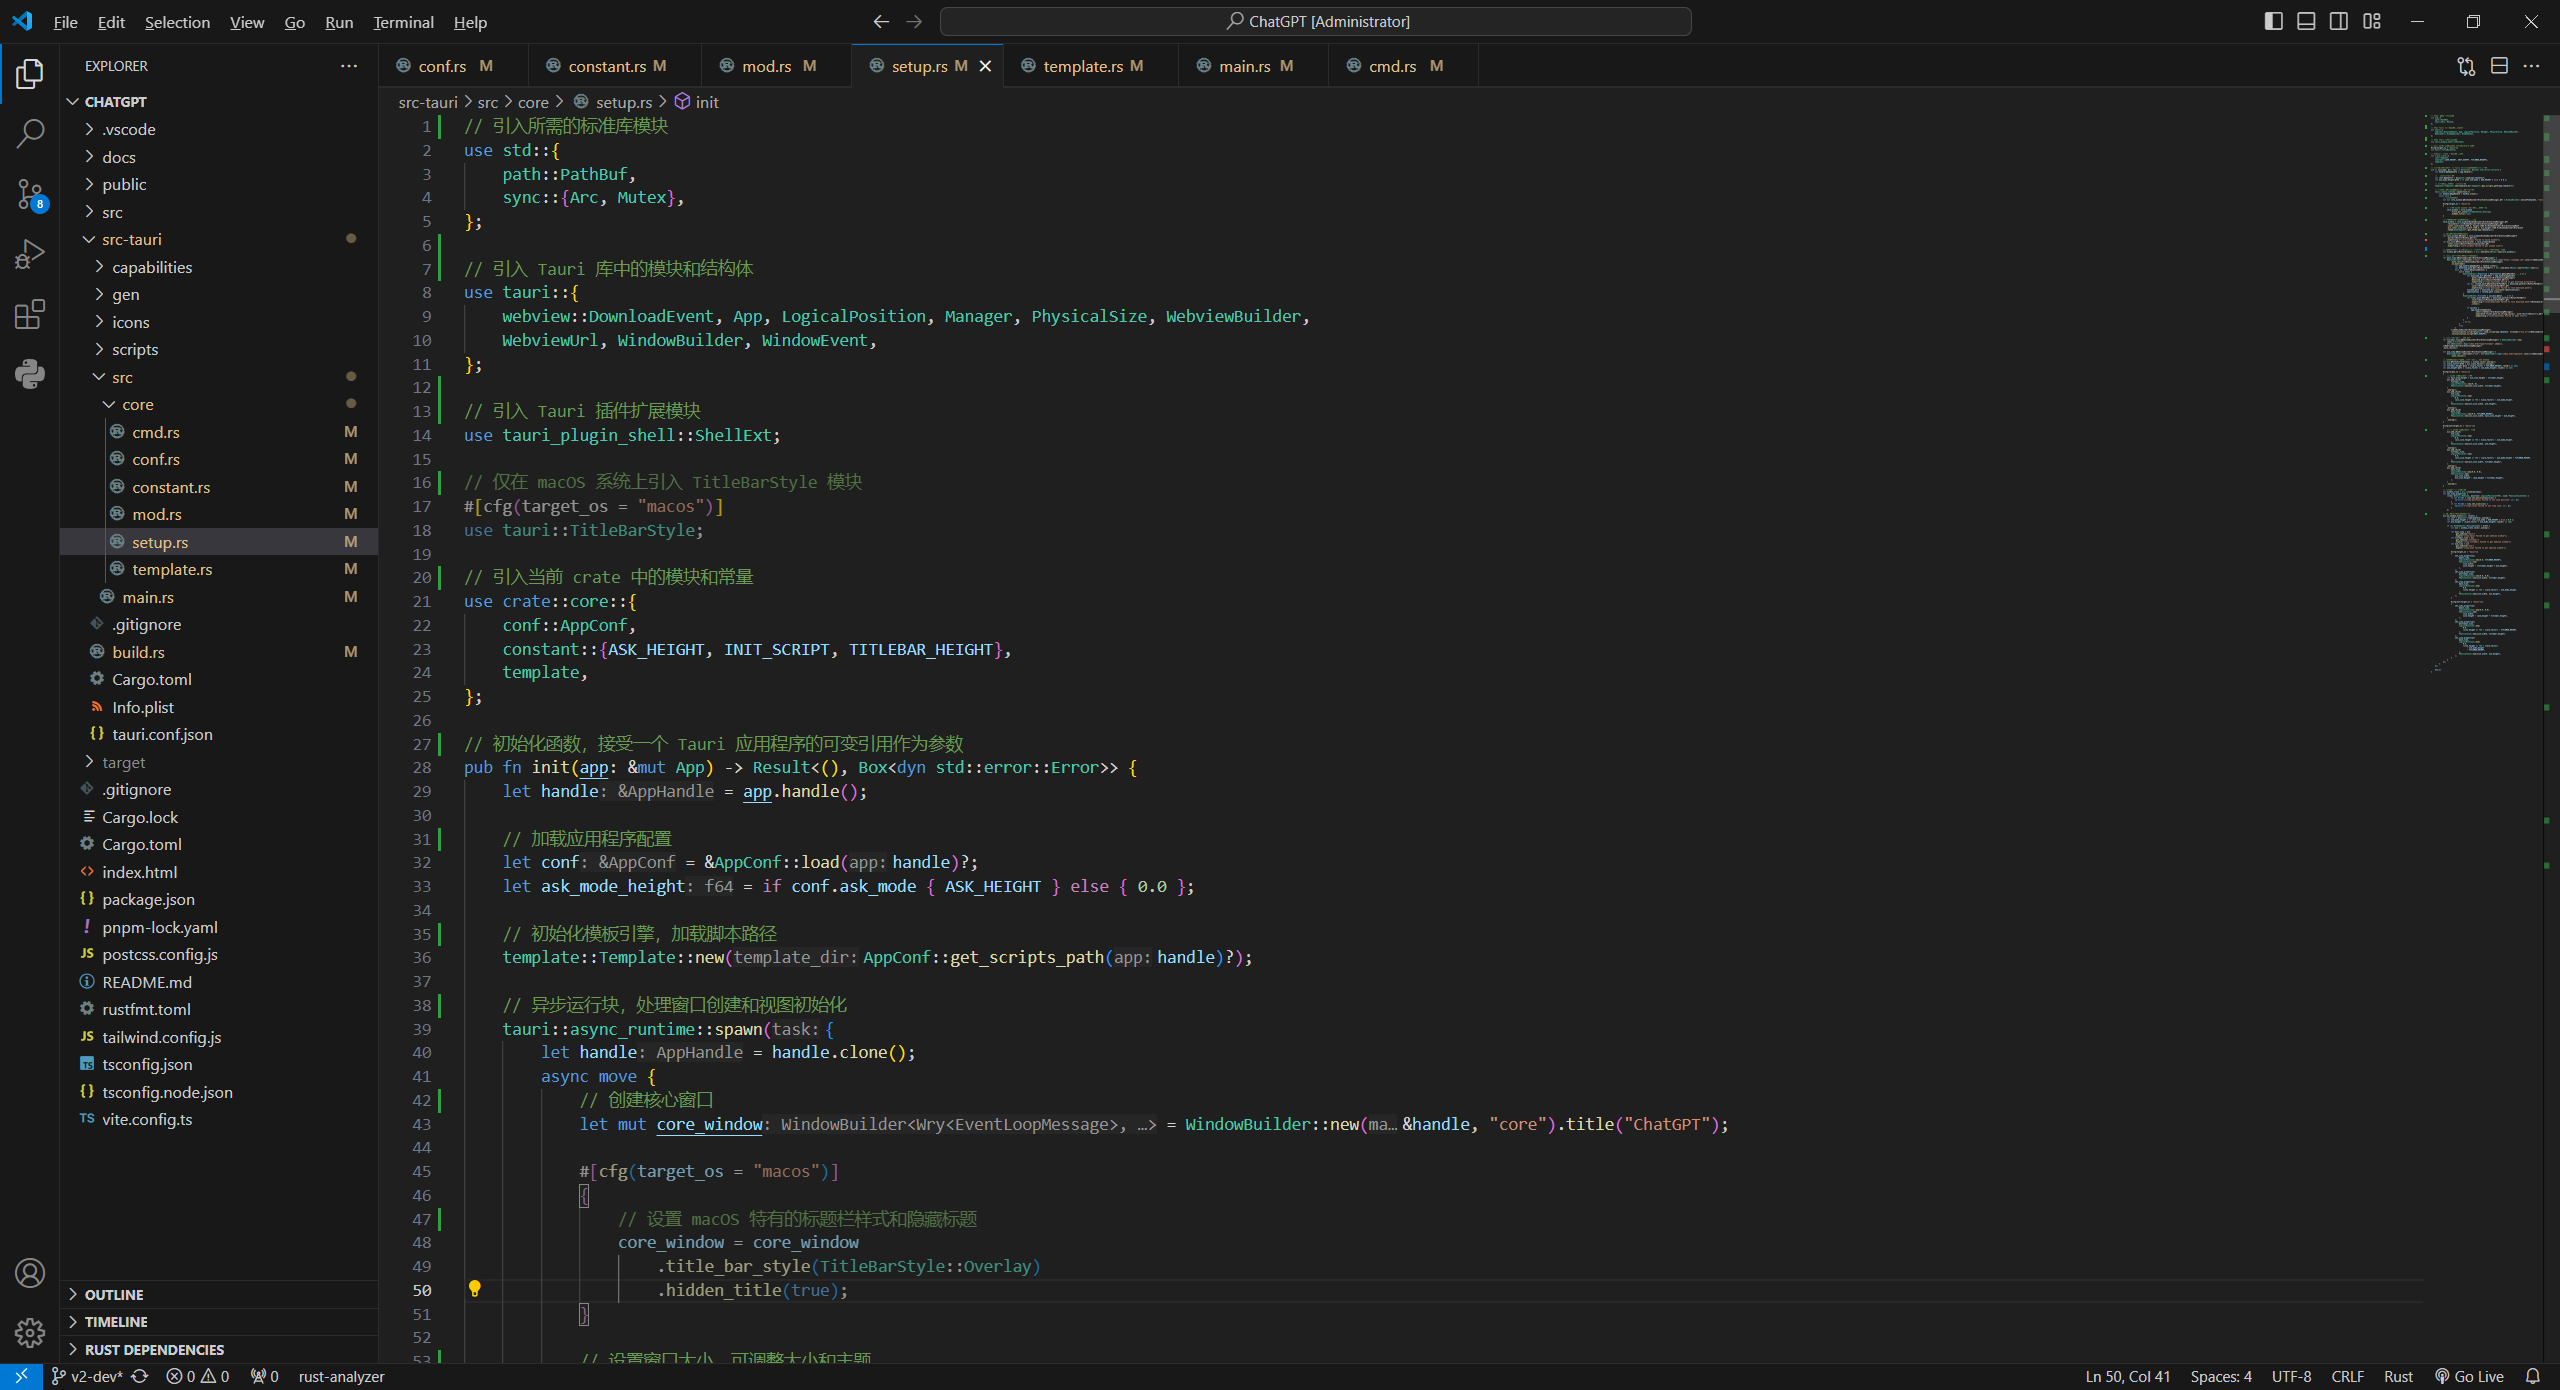 File Edit Selection View Go Run Terminal Help
ChatGPT [Administrator]
EXPLORER
CHATGPT
.vscode
docs
public
src
src-tauri
capabilities
gen
icons
scripts
src
core
cmd.rs M
conf.rs M
constant.rs M
mod.rs M
setup.rs M
template.rs M
main.rs M
.gitignore
build.rs M
Cargo.toml
Info.plist
tauri.conf.json
target
.gitignore
Cargo.lock
Cargo.toml
index.html
package.json
pnpm-lock.yaml
postcss.config.js
README.md
rustfmt.toml
tailwind.config.js
tsconfig.json
tsconfig.node.json
vite.config.ts
OUTLINE
TIMELINE
RUST DEPENDENCIES
8
conf.rs M constant.rs M mod.rs M setup.rs M template.rs M main.rs M cmd.rs M
src-tauri > src > core > setup.rs > init
1 // 引入所需的标准库模块
2 use std::{
3 path::PathBuf,
4 sync::{Arc, Mutex},
5 };
6
7 // 引入 Tauri 库中的模块和结构体
8 use tauri::{
9 webview::DownloadEvent, App, LogicalPosition, Manager, PhysicalSize, WebviewBuilder,
10 WebviewUrl, WindowBuilder, WindowEvent,
11 };
12
13 // 引入 Tauri 插件扩展模块
14 use tauri_plugin_shell::ShellExt;
15
16 // 仅在 macOS 系统上引入 TitleBarStyle 模块
17 #[cfg(target_os = "macos")]
18 use tauri::TitleBarStyle;
19
20 // 引入当前 crate 中的模块和常量
21 use crate::core::{
22 conf::AppConf,
23 constant::{ASK_HEIGHT, INIT_SCRIPT, TITLEBAR_HEIGHT},
24 template,
25 };
26
27 // 初始化函数，接受一个 Tauri 应用程序的可变引用作为参数
28 pub fn init(app: &mut App) -> Result<(), Box<dyn std::error::Error>> {
29 let handle: &AppHandle = app.handle();
30
31 // 加载应用程序配置
32 let conf: &AppConf = &AppConf::load(app: handle)?;
33 let ask_mode_height: f64 = if conf.ask_mode { ASK_HEIGHT } else { 0.0 };
34
35 // 初始化模板引擎，加载脚本路径
36 template::Template::new(template_dir: AppConf::get_scripts_path(app: handle)?);
37
38 // 异步运行块，处理窗口创建和视图初始化
39 tauri::async_runtime::spawn(task: {
40 let handle: AppHandle = handle.clone();
41 async move {
42 // 创建核心窗口
43 let mut core_window: WindowBuilder<Wry<EventLoopMessage>, …> = WindowBuilder::new(ma… &handle, "core").title("ChatGPT");
44
45 #[cfg(target_os = "macos")]
46 {
47 // 设置 macOS 特有的标题栏样式和隐藏标题
48 core_window = core_window
49 .title_bar_style(TitleBarStyle::Overlay)
50 .hidden_title(true);
51 }
52
53 // 设置窗口大小、可调整大小和主题
v2-dev* 0 0 0 rust-analyzer
Ln 50, Col 41 Spaces: 4 UTF-8 CRLF Rust Go Live